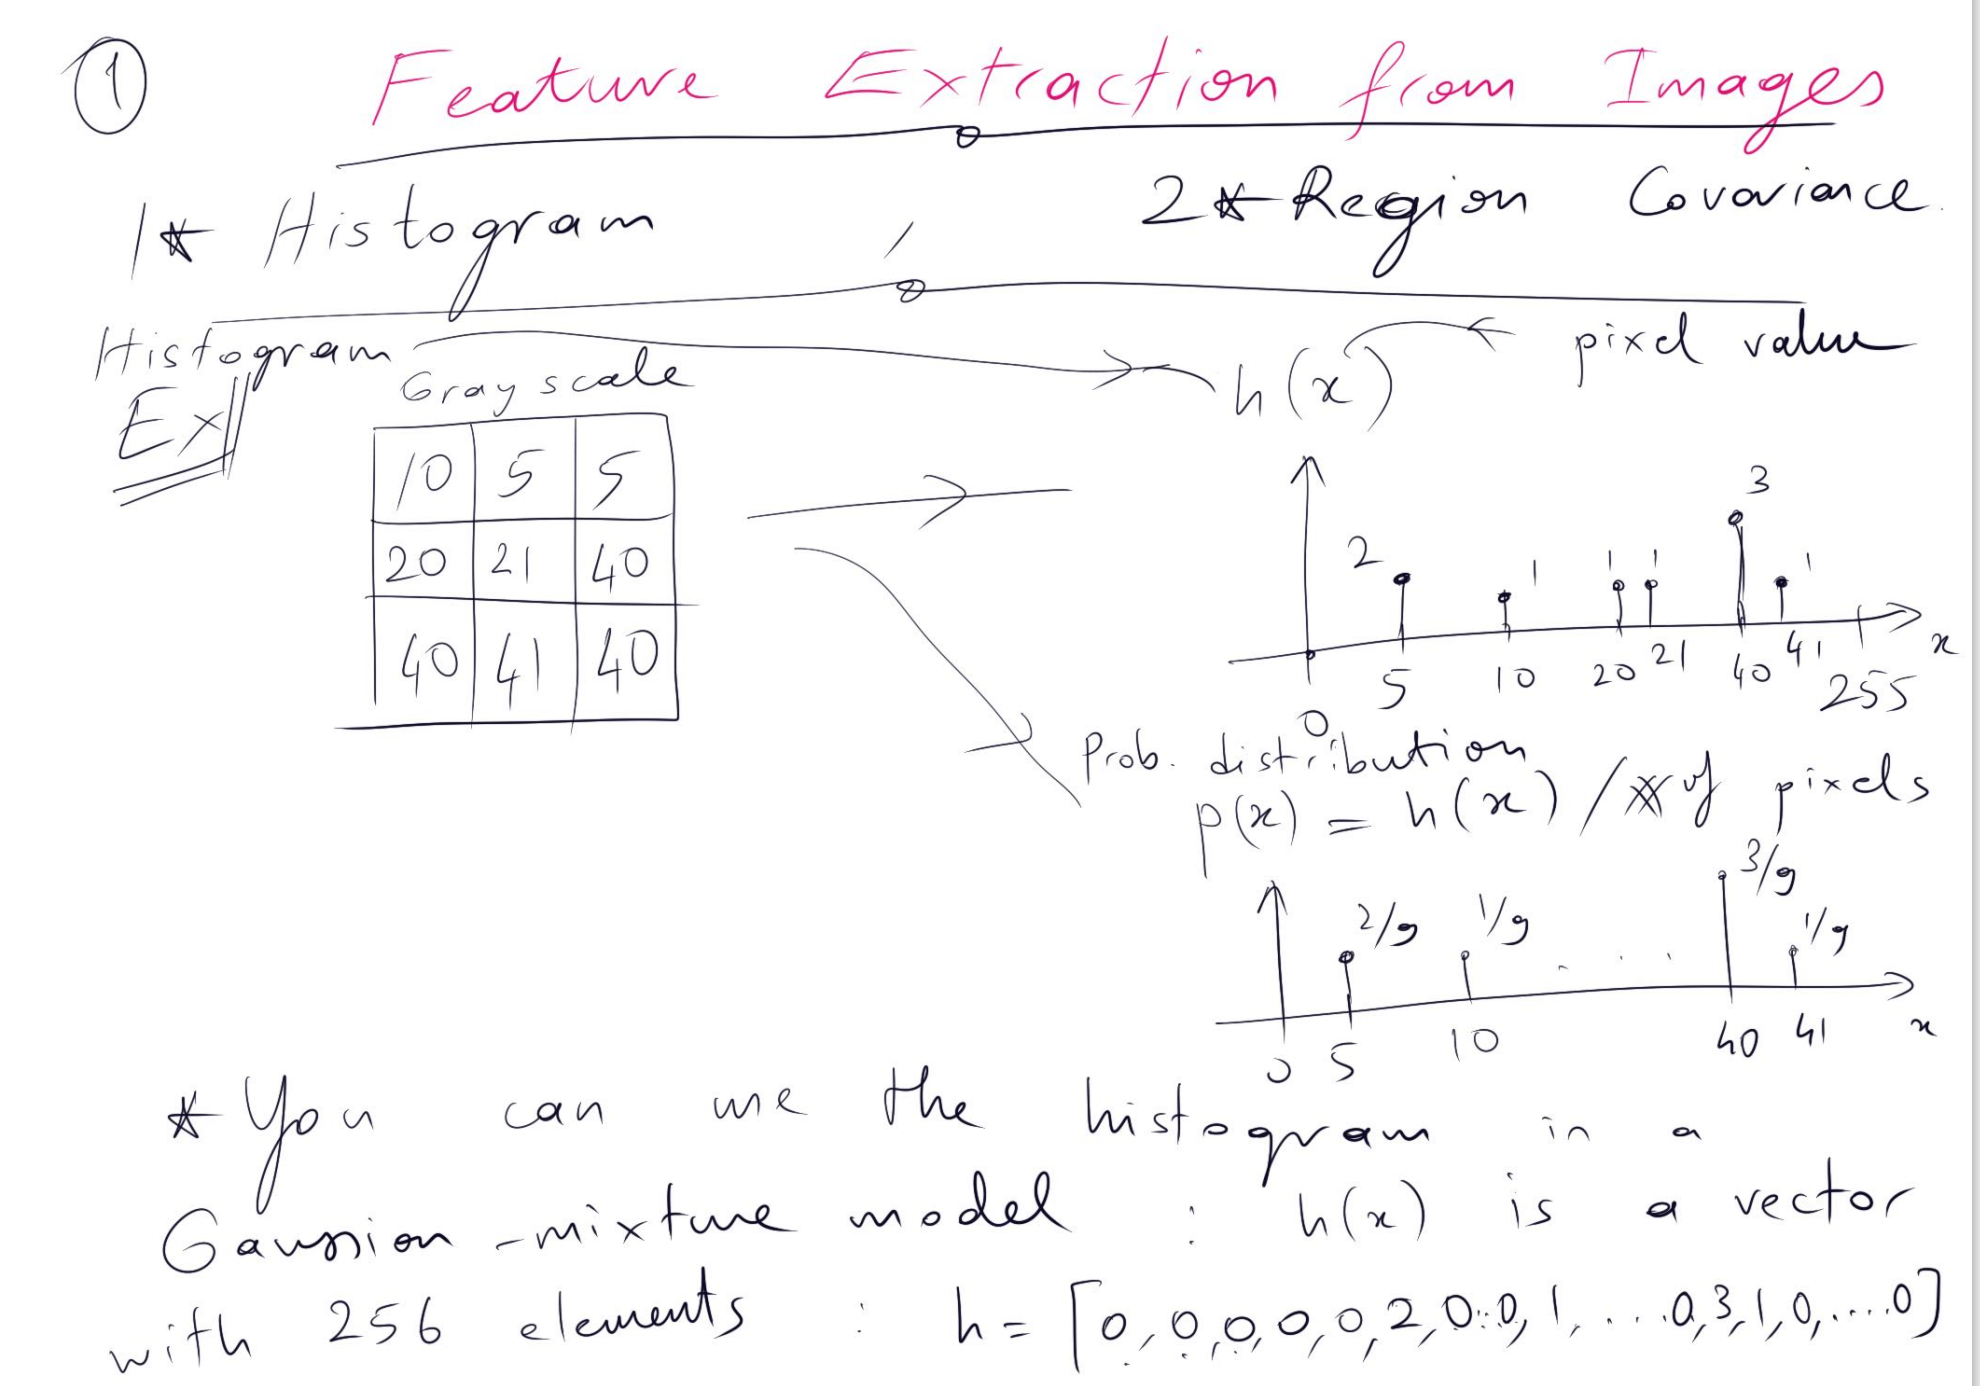 1 Feature Extraction from Images
1* Histogram , 2* Region Covariance.
Histogram h(x) pixel value
Ex// Gray scale
10 5 5
20 21 40
40 41 40
2 1 1 1 3 1
0 5 10 20 21 40 41 255 x
Prob. distribution
p(x) = h(x) / # of pixels
2/9 1/9 . . . . 3/9 1/9
0 5 10 40 41 x
* You can use the histogram in a
Gaussian-mixture model : h(x) is a vector
with 256 elements : h = [0,0,0,0,0,2,0..0,1,....0,3,1,0,....0]